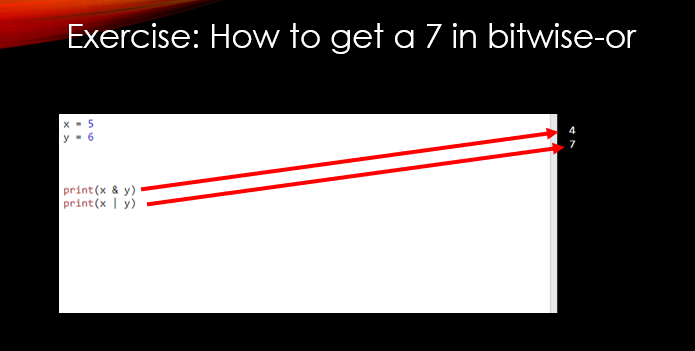 Exercise: How to get a 7 in bitwise-or
x = 5
y = 6
print(x & y)
print(x | y)
4
7